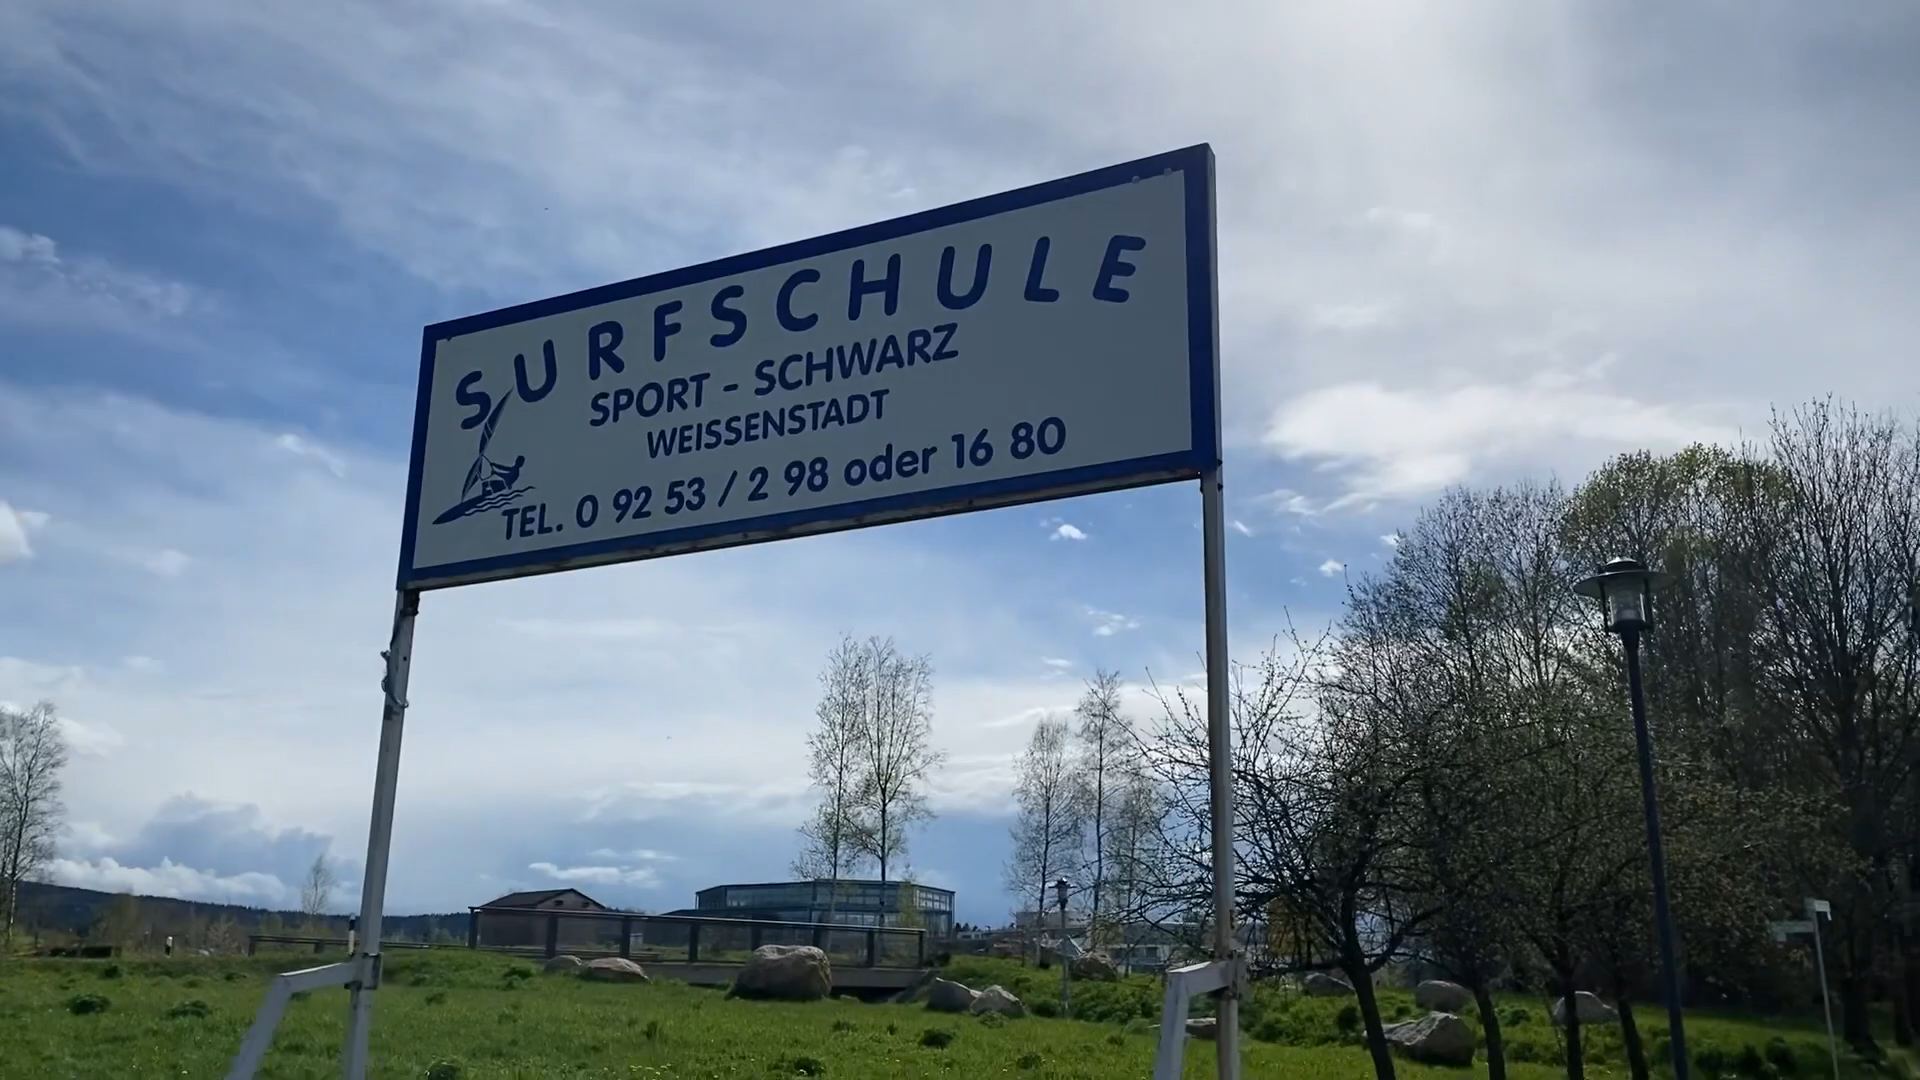 SURFSCHULE
SPORT - SCHWARZ
WEISSENSTADT
TEL. 0 92 53 / 2 98 oder 16 80